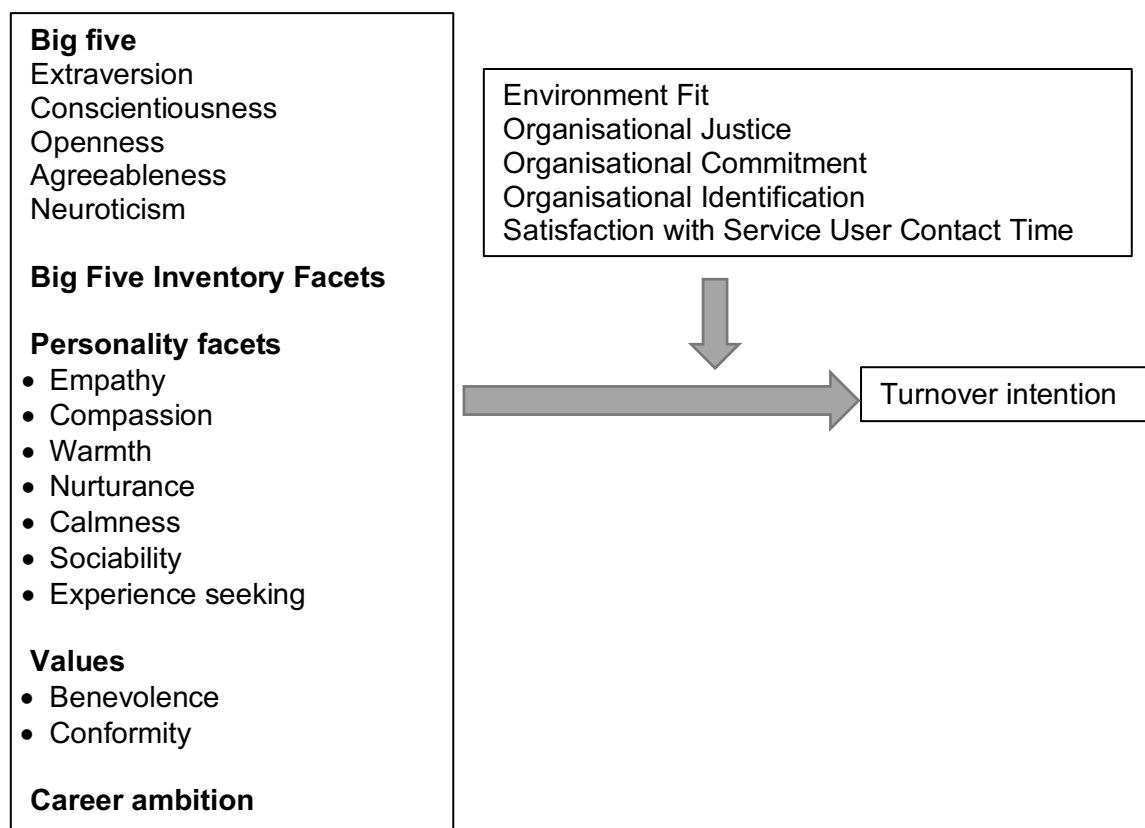 Big five
Extraversion
Conscientiousness
Openness
Agreeableness
Neuroticism
Big Five Inventory Facets
Personality facets
• Empathy
• Compassion
• Warmth
• Nurturance
• Calmness
• Sociability
• Experience seeking
Values
• Benevolence
• Conformity
Career ambition
Environment Fit
Organisational Justice
Organisational Commitment
Organisational Identification
Satisfaction with Service User Contact Time
Turnover intention